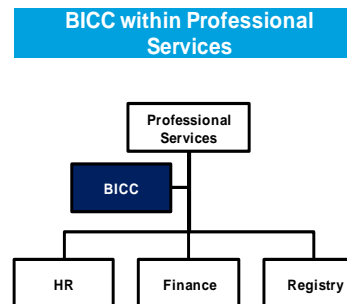 BICC within Professional
Services
Professional
Services
BICC
HR
Finance
Registry